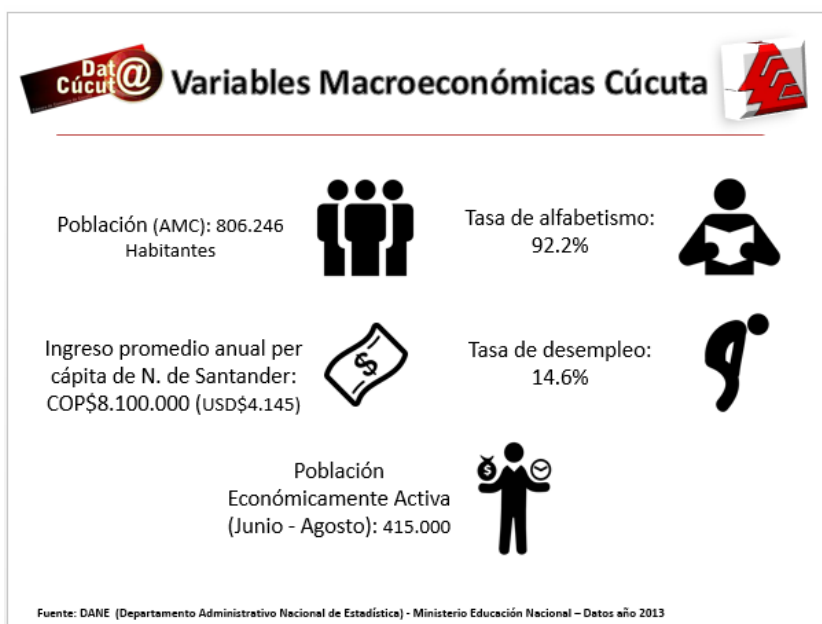 Dat@
Cúcut
Variables Macroeconómicas Cúcuta
Población (AMC): 806.246
Habitantes
Tasa de alfabetismo:
92.2%
Ingreso promedio anual per
cápita de N. de Santander:
COP$8.100.000 (USD$4.145)
$
Tasa de desempleo:
14.6%
Población
Económicamente Activa
(Junio - Agosto): 415.000
$
Fuente: DANE (Departamento Administrativo Nacional de Estadística) - Ministerio Educación Nacional – Datos año 2013